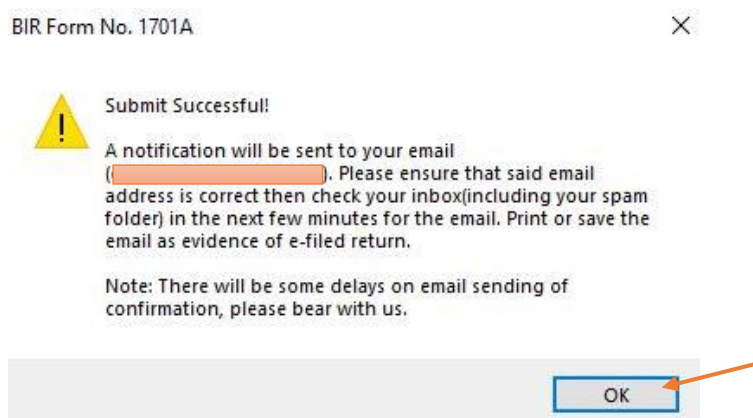 BIR Form No. 1701A
Submit Successful!
A notification will be sent to your email
( ). Please ensure that said email
address is correct then check your inbox(including your spam
folder) in the next few minutes for the email. Print or save the
email as evidence of e-filed return.
Note: There will be some delays on email sending of
confirmation, please bear with us.
OK